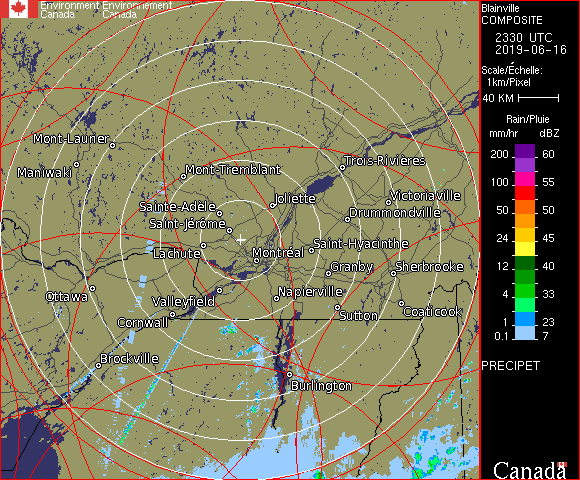 Environment Environnement
Canada Canada
Blainville
COMPOSITE
2330 UTC
2019-06-16
Scale/Échelle:
1km/Pixel
40 KM
Rain/Pluie
mm/hr dBZ
200 60
100 55
50 50
24 45
12 40
4 33
1 23
0.1 7
PRECIPET
Mont-Laurier
Maniwaki
Mont-Tremblant
Trois-Rivières
Joliette
Victoriaville
Sainte-Adele
Drummondville
Saint-Jérôme
Lachute
Montréal
Saint-Hyacinthe
Granby
Sherbrooke
Ottawa
Valleyfield
Napierville
Coaticook
Cornwall
Sutton
Brockville
Burlington
Canada